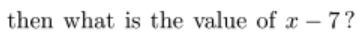 then what is the value of x − 7?